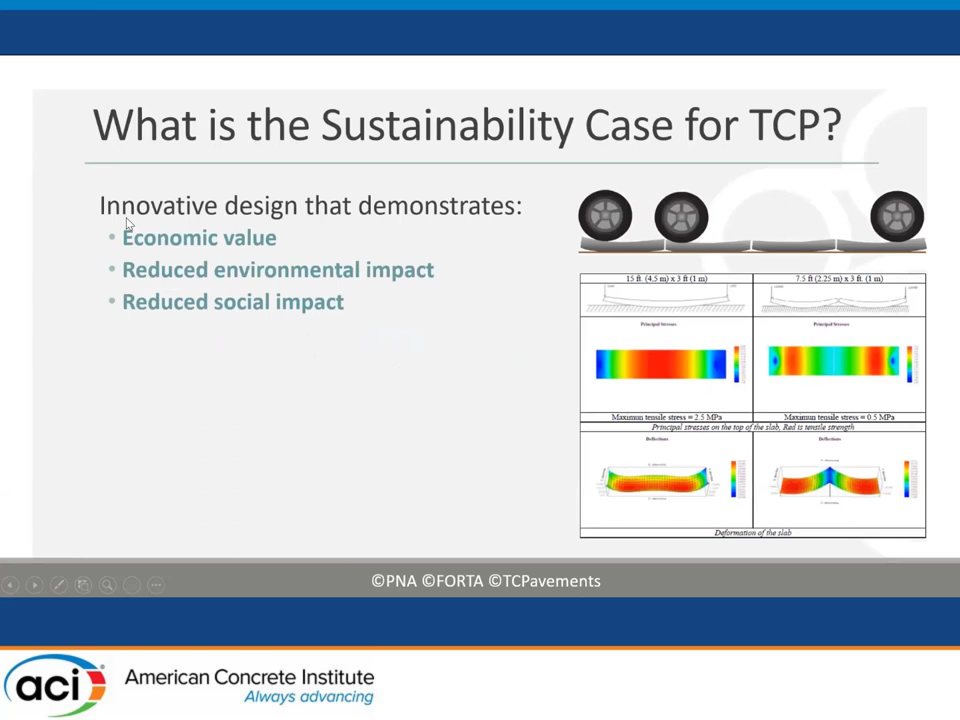 What is the Sustainability Case for TCP?
Innovative design that demonstrates:
• Economic value
• Reduced environmental impact
• Reduced social impact
15 ft. (4.5 m) x 3 ft (1 m)
7.5 ft (2.25 m) x 3 ft. (1 m)
Principal Stresses
Principal Stresses
Maximun tensile stress = 2.5 MPa
Maximun tensile stress = 0.5 MPa
Principal stresses on the top of the slab, Red is tensile strength
Deflections
Deflections
Deformation of the slab
©PNA ©FORTA ©TCPavements
aci
American Concrete Institute
Always advancing